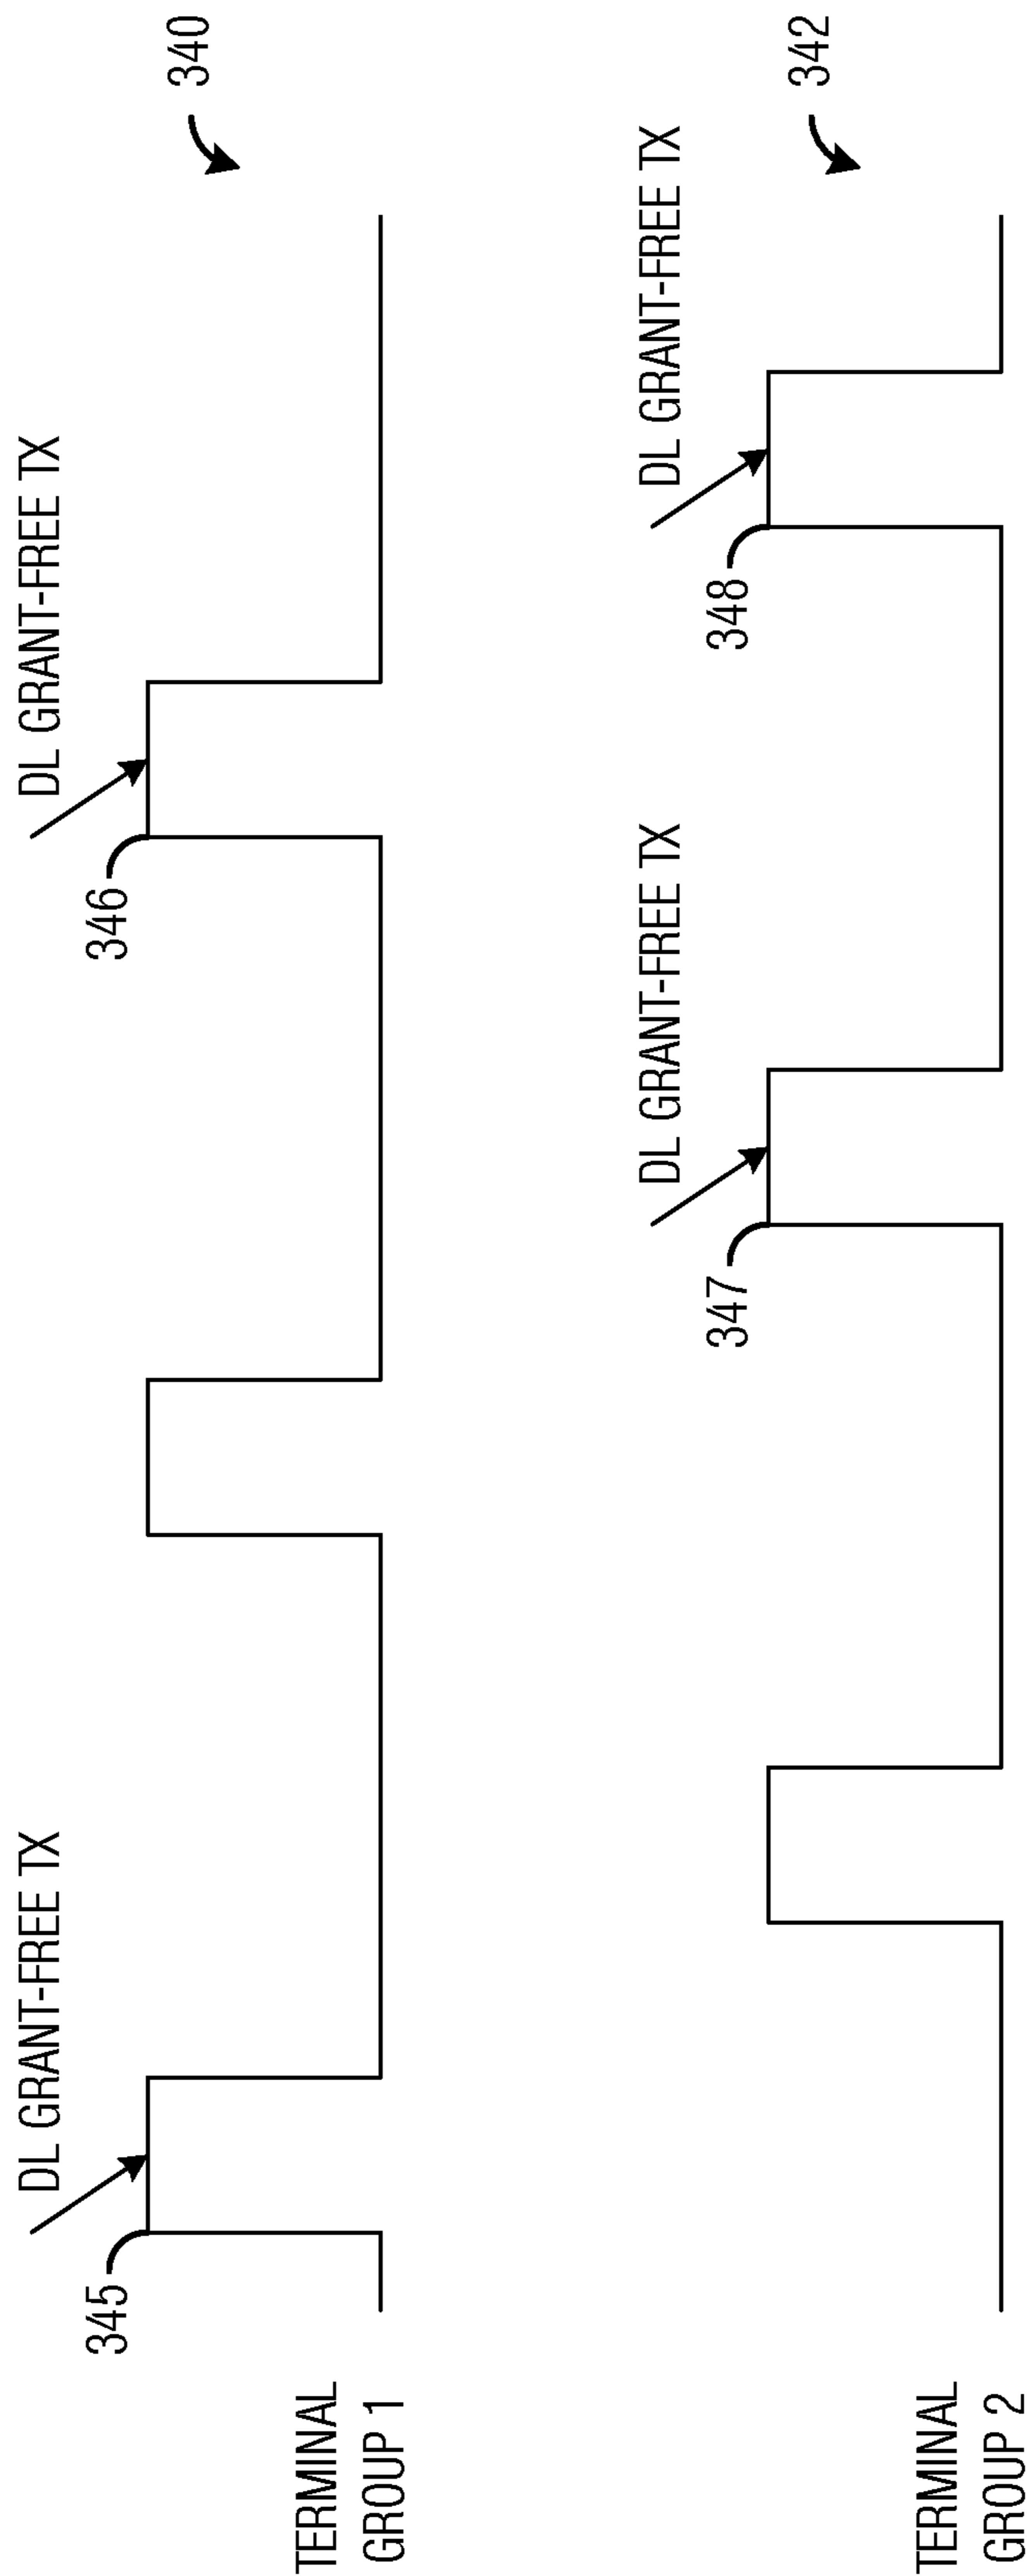 DL GRANT-FREE TX
DL GRANT-FREE TX
340
345
346
TERMINAL
GROUP 1
DL GRANT-FREE TX
DL GRANT-FREE TX
342
347
348
TERMINAL
GROUP 2